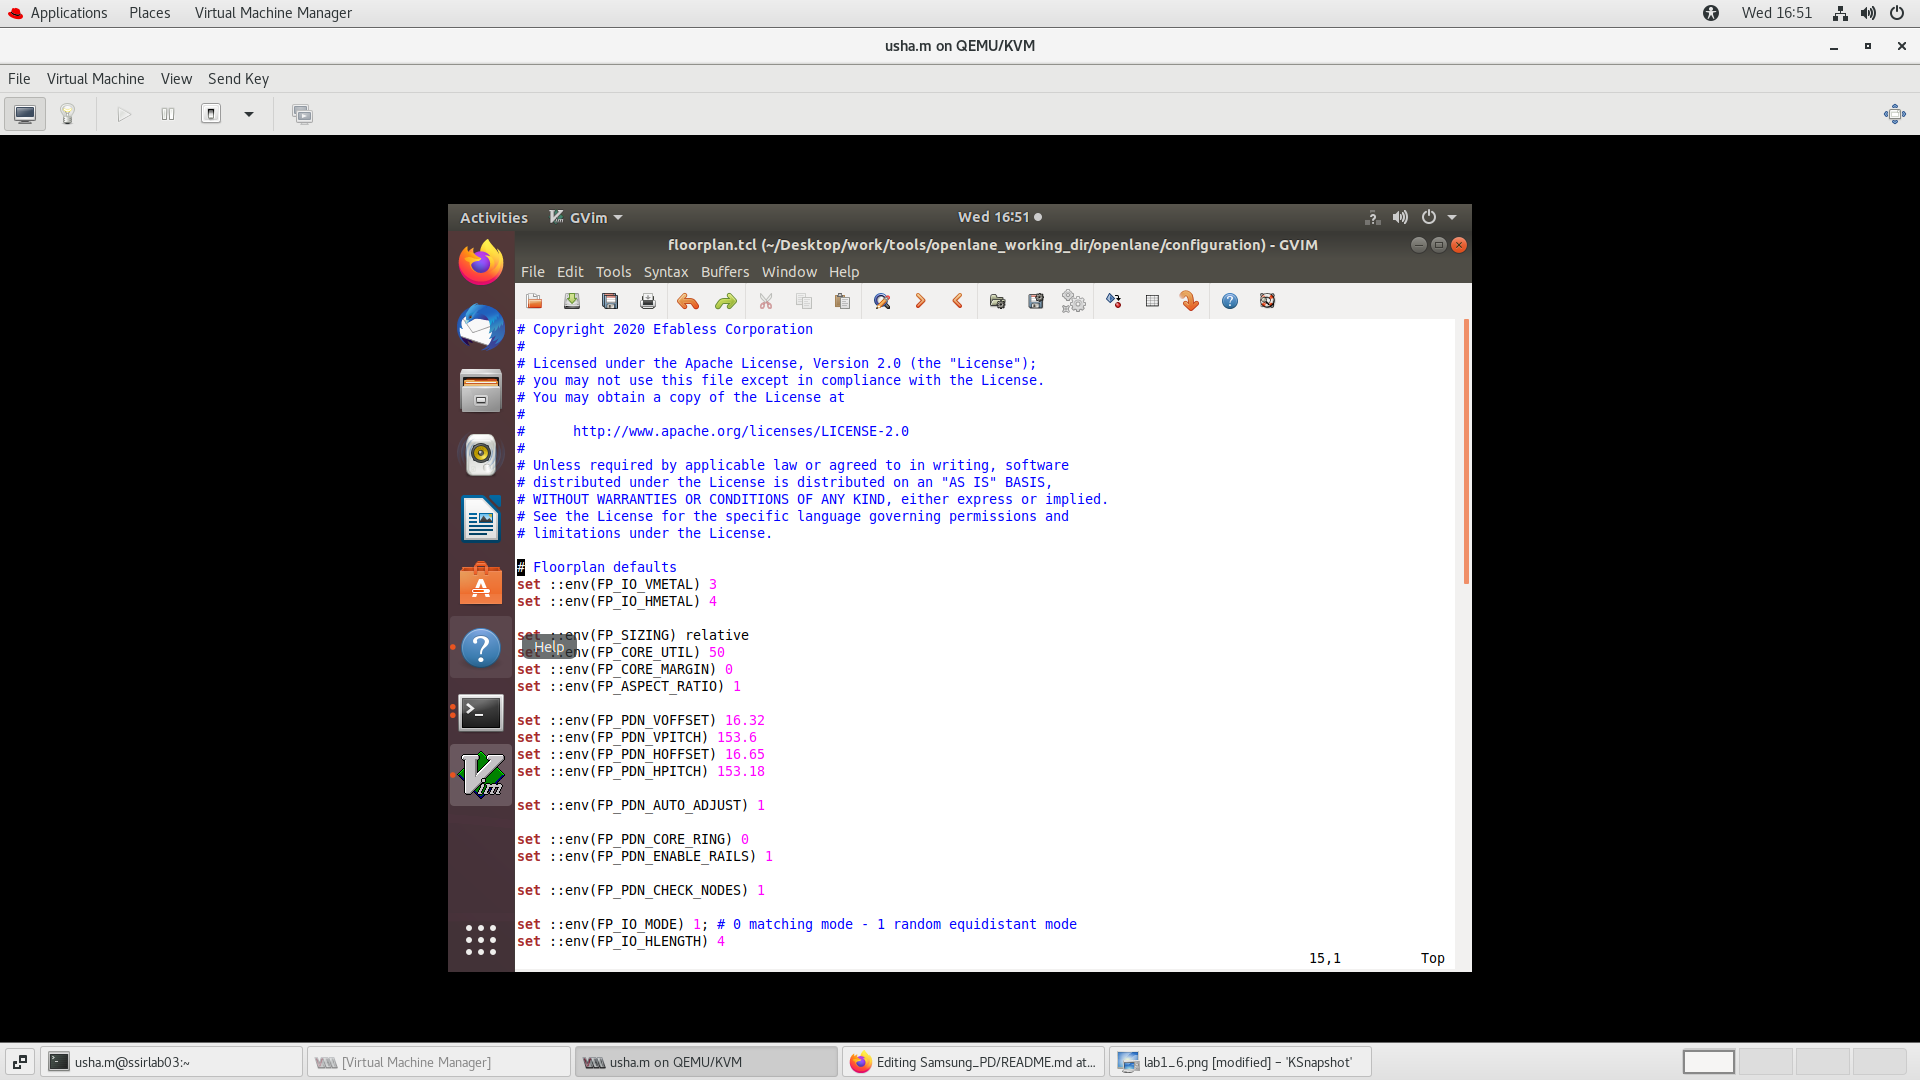 Applications Places Virtual Machine Manager Wed 16:51
usha.m on QEMU/KVM
File Virtual Machine View Send Key
Activities GVim Wed 16:51
floorplan.tcl (~/Desktop/work/tools/openlane_working_dir/openlane/configuration) - GVIM
File Edit Tools Syntax Buffers Window Help
# Copyright 2020 Efabless Corporation
#
# Licensed under the Apache License, Version 2.0 (the "License");
# you may not use this file except in compliance with the License.
# You may obtain a copy of the License at
#
#      http://www.apache.org/licenses/LICENSE-2.0
#
# Unless required by applicable law or agreed to in writing, software
# distributed under the License is distributed on an "AS IS" BASIS,
# WITHOUT WARRANTIES OR CONDITIONS OF ANY KIND, either express or implied.
# See the License for the specific language governing permissions and
# limitations under the License.
# Floorplan defaults
set ::env(FP_IO_VMETAL) 3
set ::env(FP_IO_HMETAL) 4
set ::env(FP_SIZING) relative
Help
set ::env(FP_CORE_UTIL) 50
set ::env(FP_CORE_MARGIN) 0
set ::env(FP_ASPECT_RATIO) 1
set ::env(FP_PDN_VOFFSET) 16.32
set ::env(FP_PDN_VPITCH) 153.6
set ::env(FP_PDN_HOFFSET) 16.65
set ::env(FP_PDN_HPITCH) 153.18
set ::env(FP_PDN_AUTO_ADJUST) 1
set ::env(FP_PDN_CORE_RING) 0
set ::env(FP_PDN_ENABLE_RAILS) 1
set ::env(FP_PDN_CHECK_NODES) 1
set ::env(FP_IO_MODE) 1; # 0 matching mode - 1 random equidistant mode
set ::env(FP_IO_HLENGTH) 4
15,1 Top
usha.m@ssirlab03:~ [Virtual Machine Manager] usha.m on QEMU/KVM Editing Samsung_PD/README.md at... lab1_6.png [modified] – 'KSnapshot'